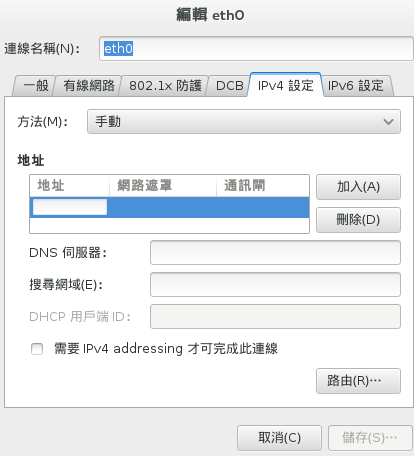 編輯 eth0
連線名稱(N): eth0
一般 有線網路 802.1x 防護 DCB IPv4 設定 IPv6 設定
方法(M): 手動
地址
地址 網路遮罩 通訊閘 加入(A)
刪除(D)
DNS 伺服器:
搜尋網域(E):
DHCP 用戶端 ID:
需要 IPv4 addressing 才可完成此連線
路由(R)…
取消(C) 儲存(S)…